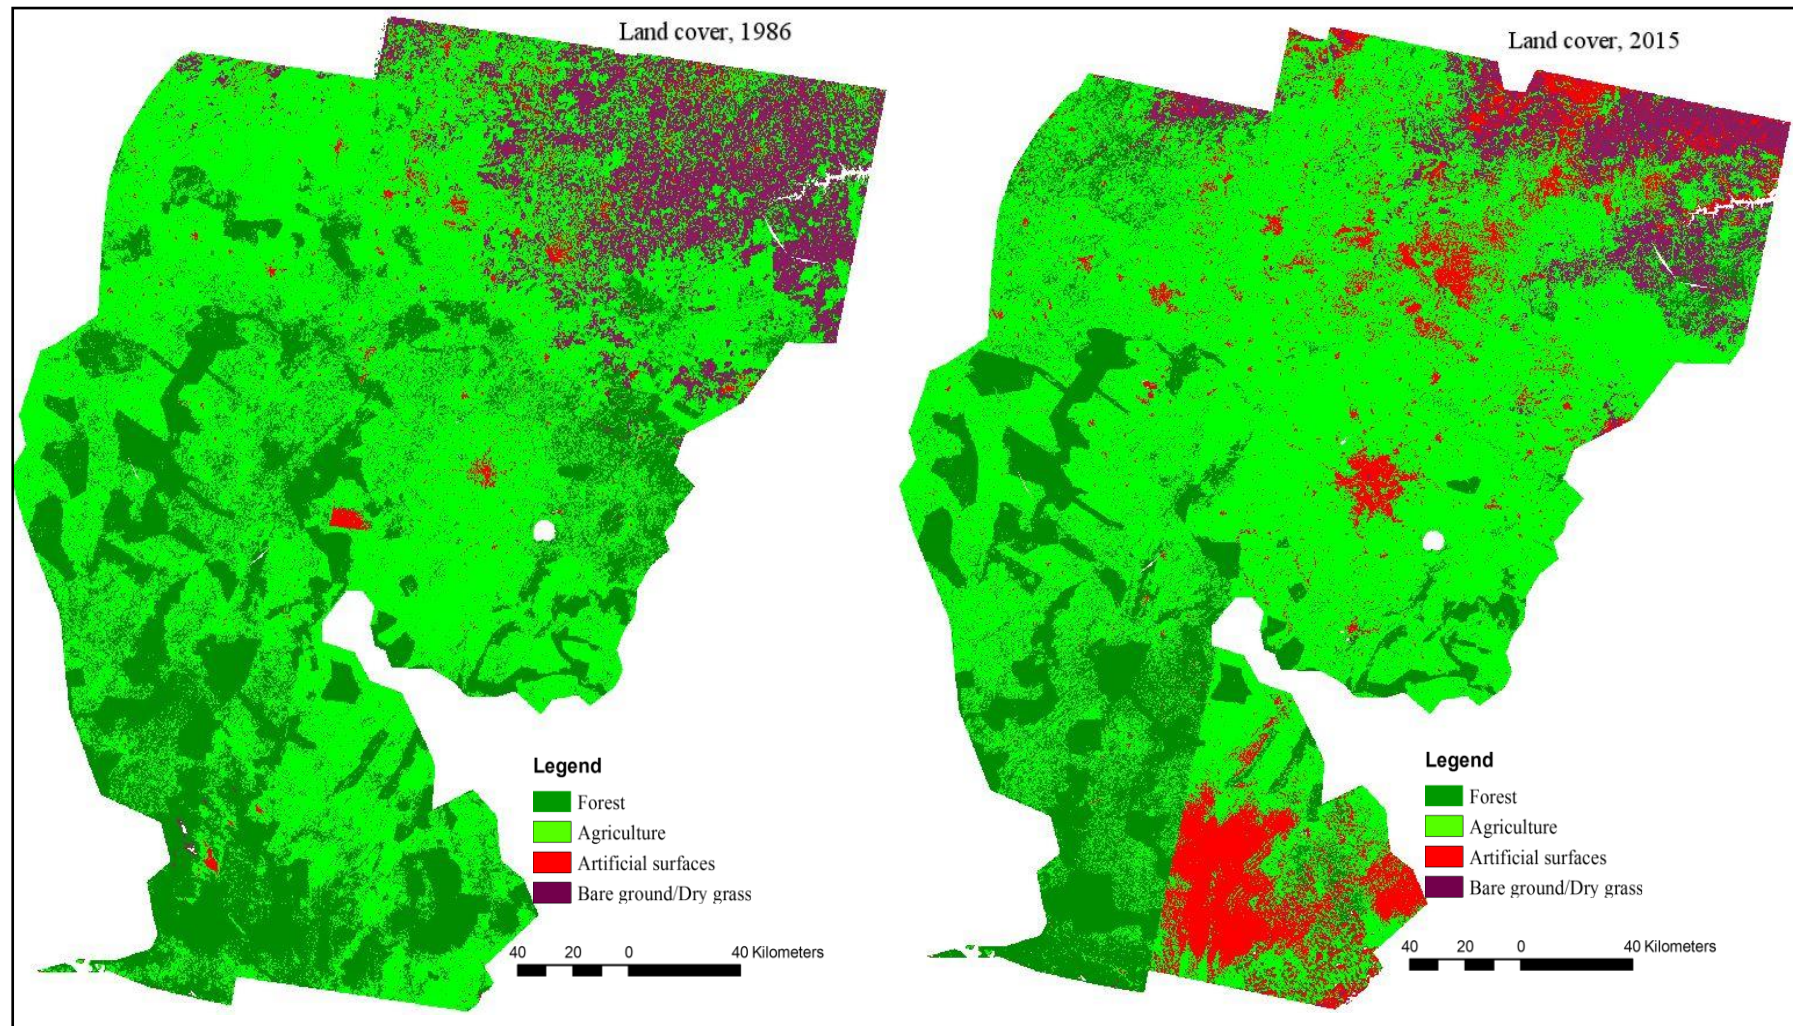 Land cover, 1986
Legend
Forest
Agriculture
Artificial surfaces
Bare ground/Dry grass
40 20 0 40 Kilometers
Land cover, 2015
Legend
Forest
Agriculture
Artificial surfaces
Bare ground/Dry grass
40 20 0 40 Kilometers